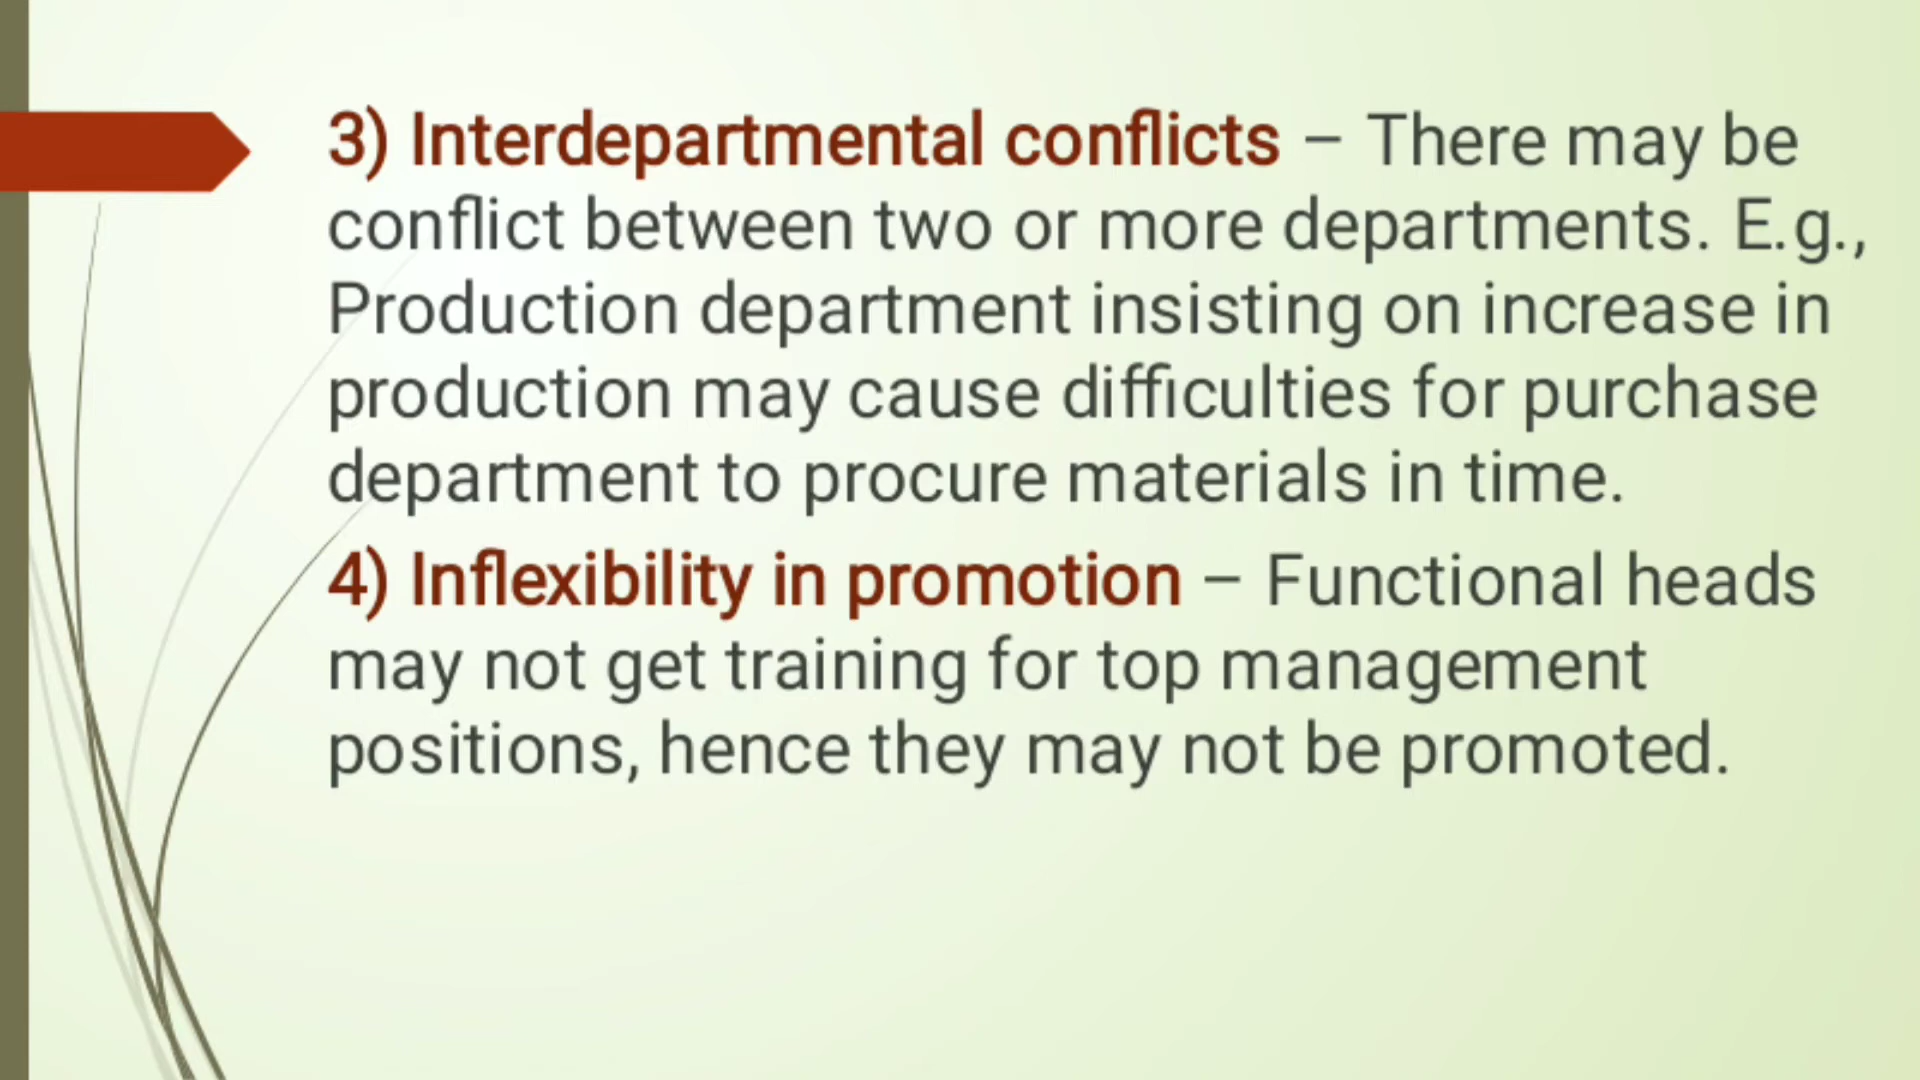 3) Interdepartmental conflicts – There may be
conflict between two or more departments. E.g.,
Production department insisting on increase in
production may cause difficulties for purchase
department to procure materials in time.
4) Inflexibility in promotion – Functional heads
may not get training for top management
positions, hence they may not be promoted.